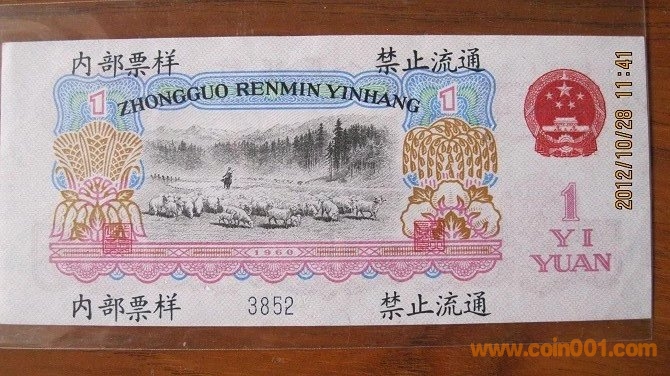 内部票样 禁止流通
ZHONGGUO RENMIN YINHANG
1 1
1960
1
YI
YUAN
内部票样 3852 禁止流通
2012/10/28 11:41
www.coin001.com